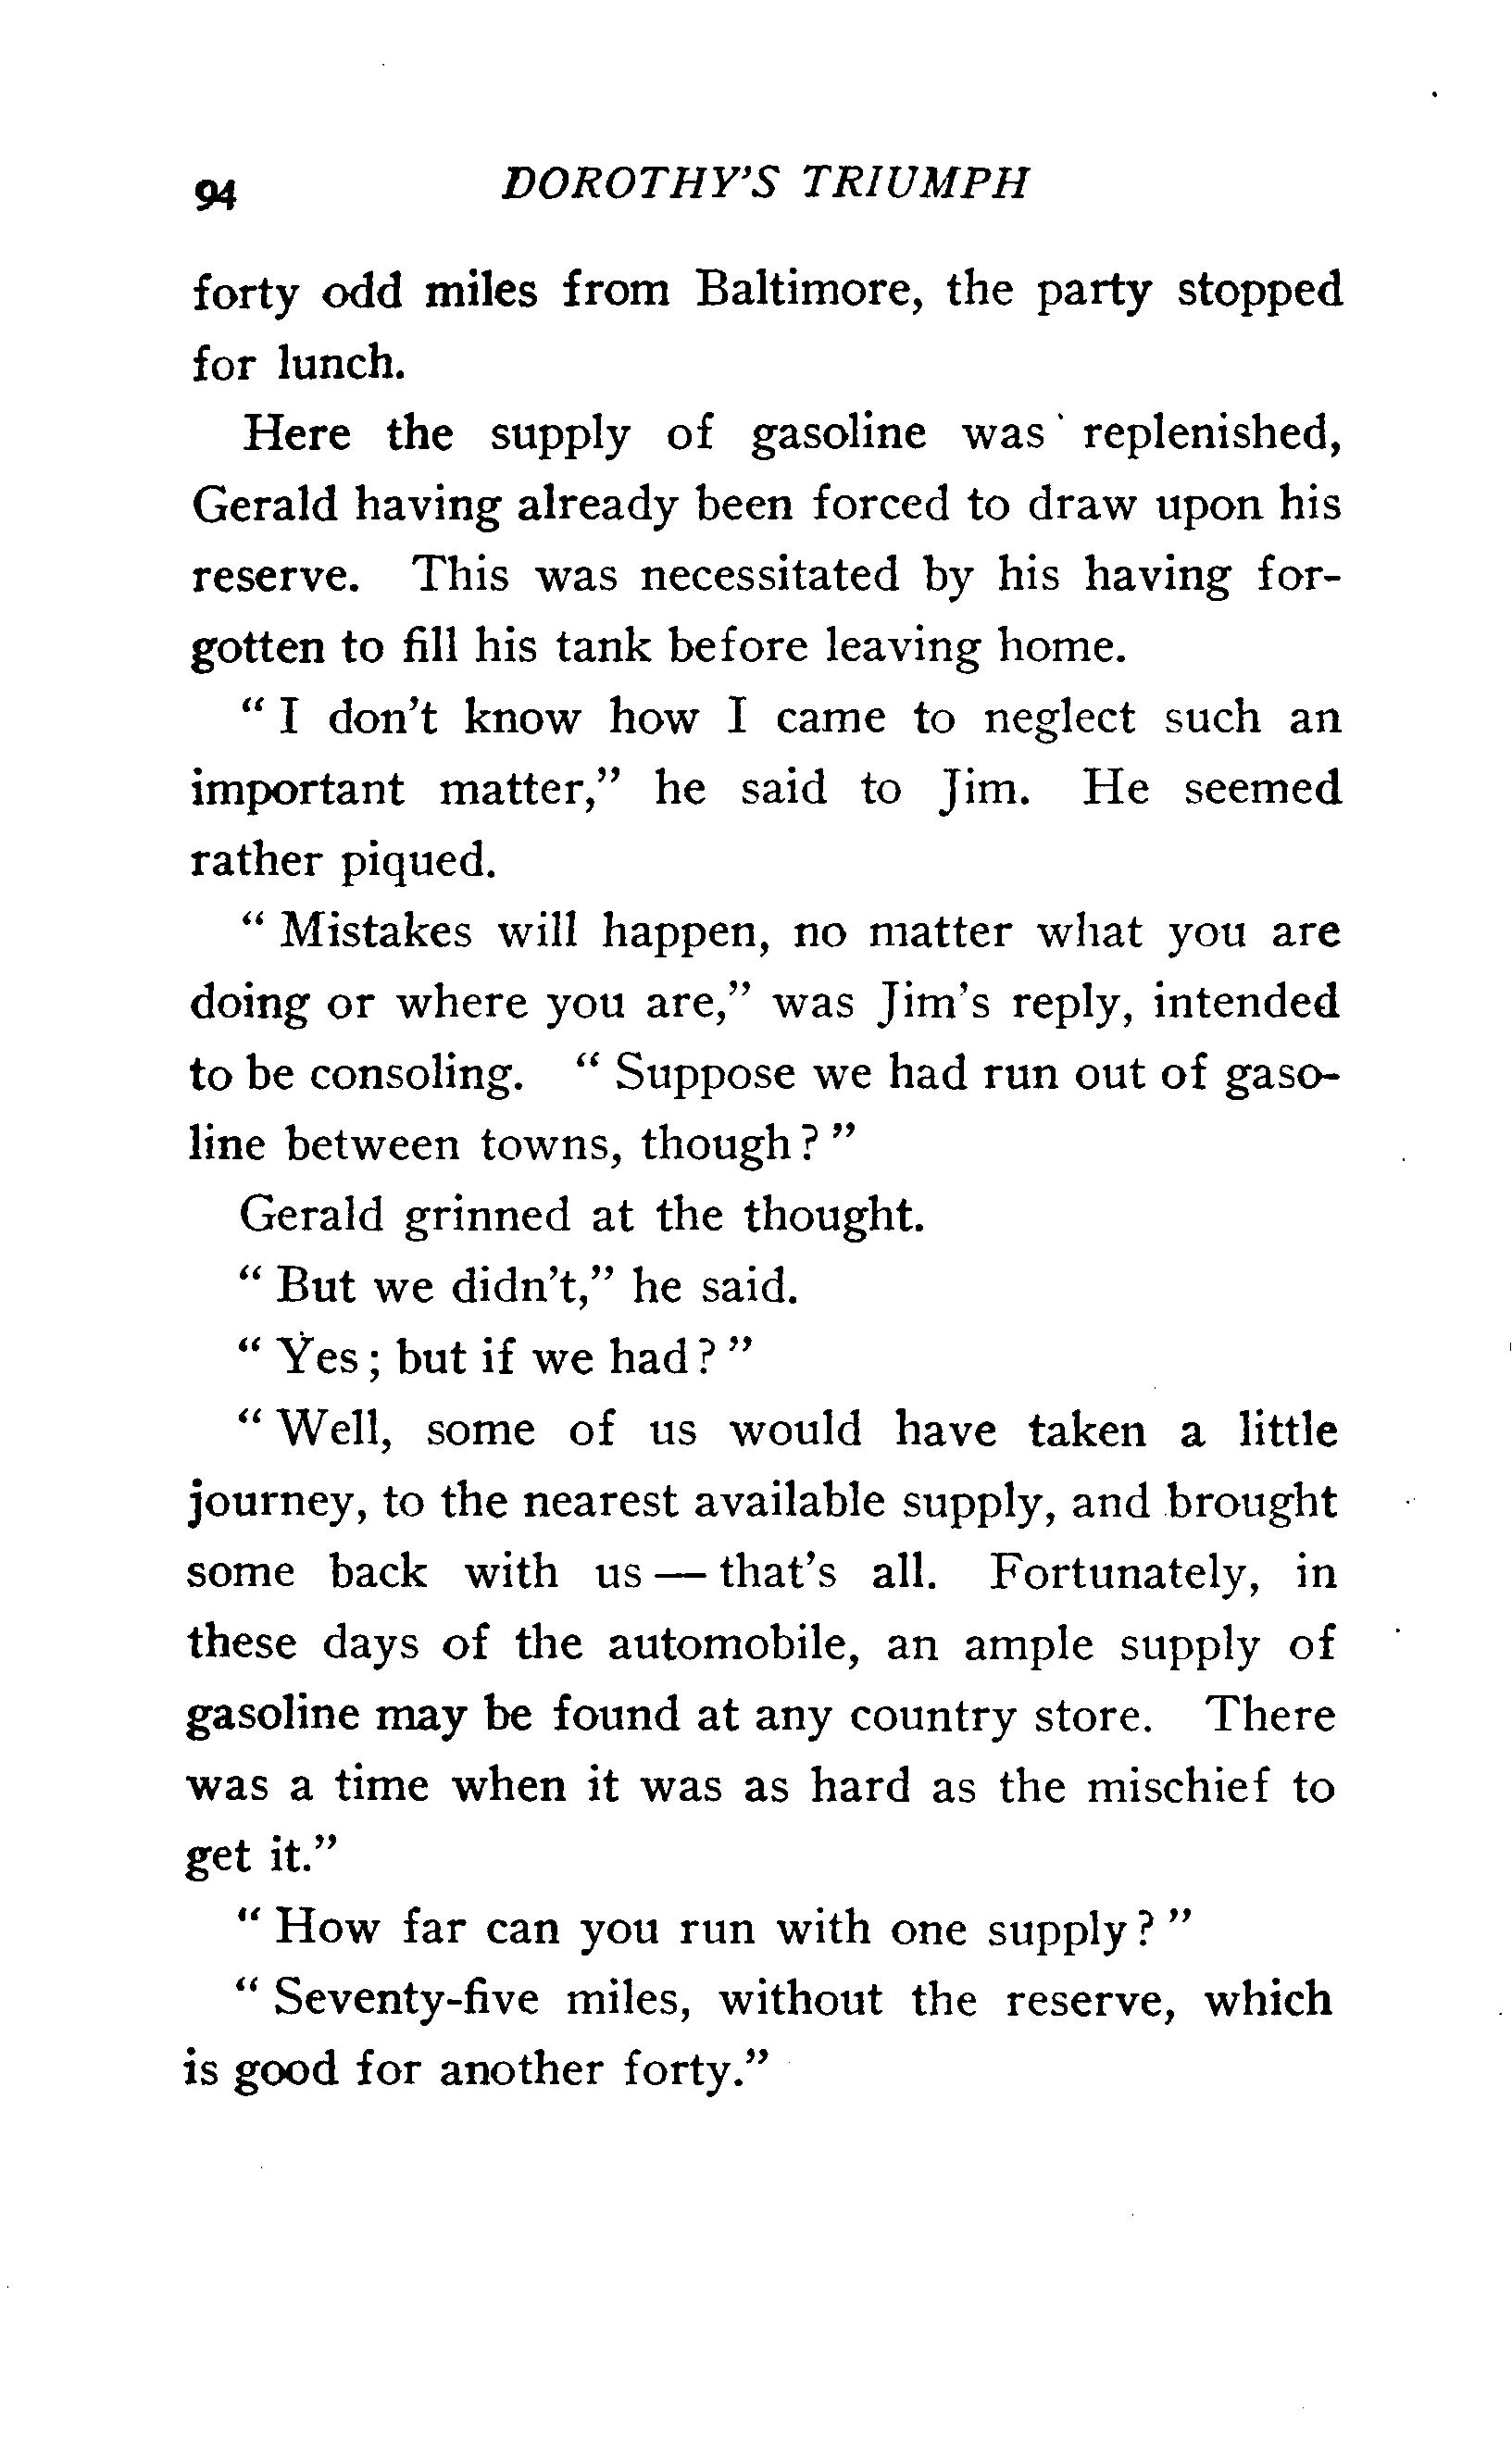 94 DOROTHY'S TRIUMPH
forty odd miles from Baltimore, the party stopped
for lunch.
Here the supply of gasoline was replenished,
Gerald having already been forced to draw upon his
reserve. This was necessitated by his having for-
gotten to fill his tank before leaving home.
" I don't know how I came to neglect such an
important matter," he said to Jim. He seemed
rather piqued.
" Mistakes will happen, no matter what you are
doing or where you are," was Jim's reply, intended
to be consoling. " Suppose we had run out of gaso-
line between towns, though ? "
Gerald grinned at the thought.
" But we didn't," he said.
" Yes ; but if we had ? "
" Well, some of us would have taken a little
journey, to the nearest available supply, and brought
some back with us — that's all. Fortunately, in
these days of the automobile, an ample supply of
gasoline may be found at any country store. There
was a time when it was as hard as the mischief to
get it."
" How far can you run with one supply ? "
" Seventy-five miles, without the reserve, which
is good for another forty."